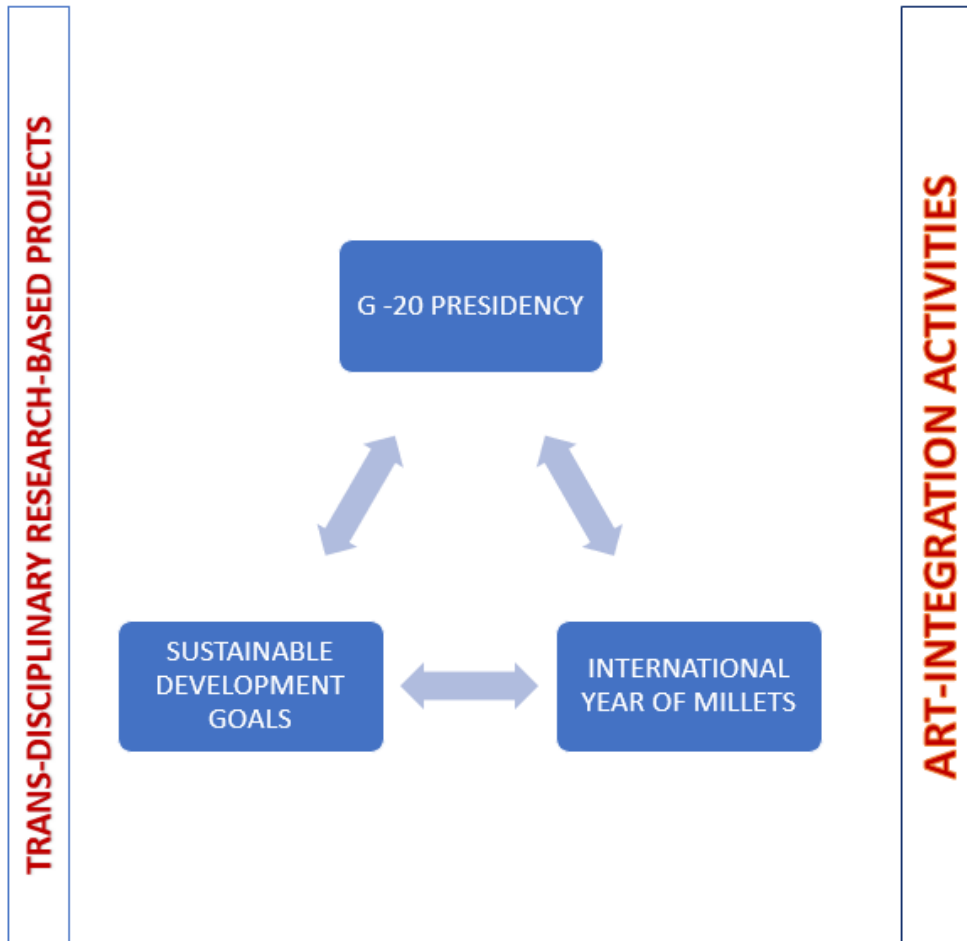 TRANS-DISCIPLINARY RESEARCH-BASED PROJECTS
G -20 PRESIDENCY
SUSTAINABLE
DEVELOPMENT
GOALS
INTERNATIONAL
YEAR OF MILLETS
ART-INTEGRATION ACTIVITIES